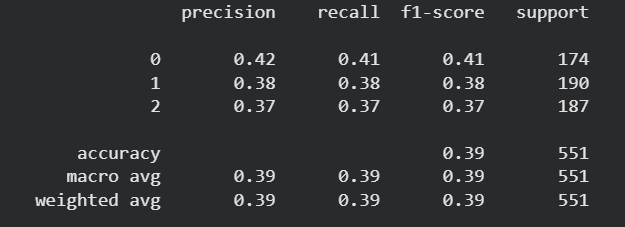 precision recall f1-score support
0 0.42 0.41 0.41 174
1 0.38 0.38 0.38 190
2 0.37 0.37 0.37 187
accuracy 0.39 551
macro avg 0.39 0.39 0.39 551
weighted avg 0.39 0.39 0.39 551